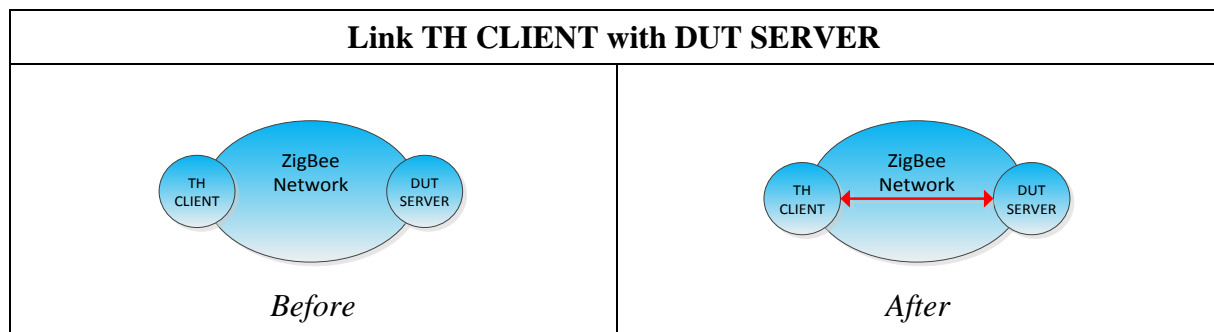 Link TH CLIENT with DUT SERVER
ZigBee
Network
TH
CLIENT
DUT
SERVER
Before
ZigBee
Network
TH
CLIENT
DUT
SERVER
After